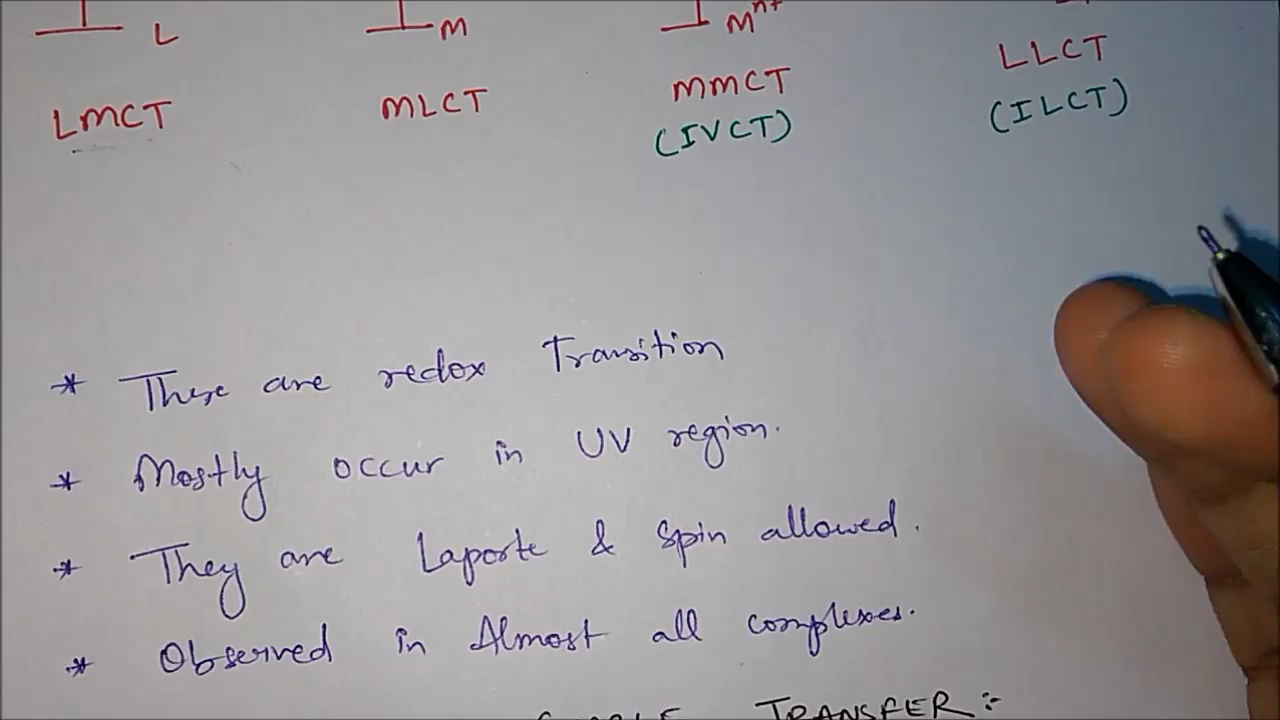 L M Mn+
LMCT MLCT MMCT LLCT
(IVCT) (ILCT)
* These are redox Transition
* Mostly occur in UV region.
* They are Laporte & Spin allowed.
* Observed in Almost all complexes.
TRANSFER:-